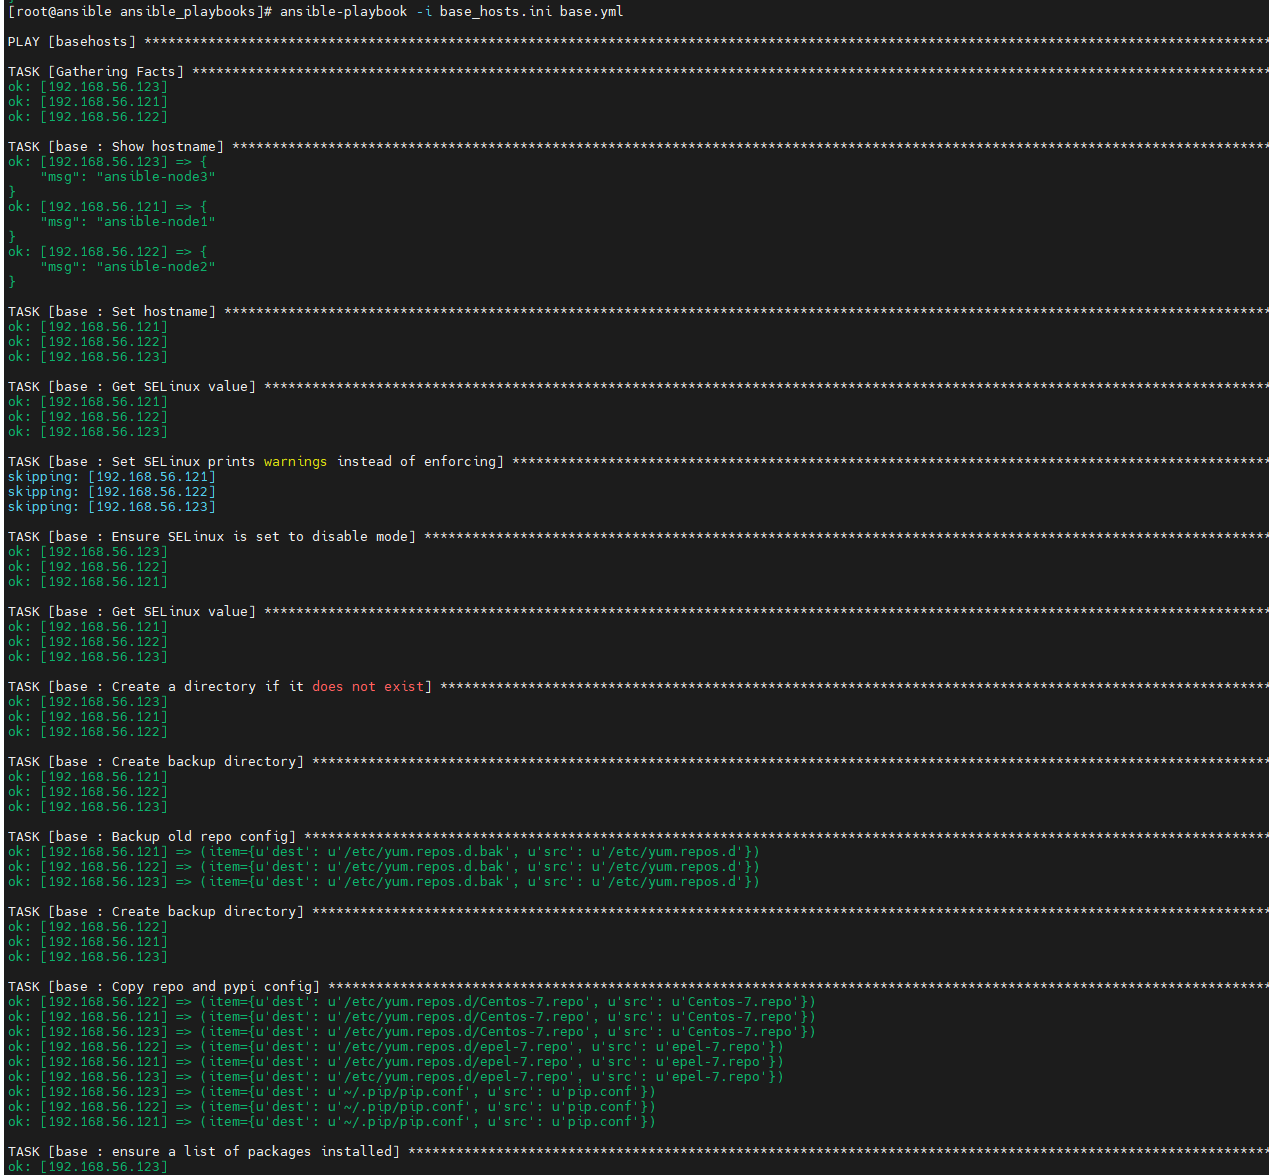 [root@ansible ansible_playbooks]# ansible-playbook -i base_hosts.ini base.yml
PLAY [basehosts] *********************************************************************************************************************************************
TASK [Gathering Facts] ***************************************************************************************************************************************
ok: [192.168.56.123]
ok: [192.168.56.121]
ok: [192.168.56.122]
TASK [base : Show hostname] **********************************************************************************************************************************
ok: [192.168.56.123] => {
    "msg": "ansible-node3"
}
ok: [192.168.56.121] => {
    "msg": "ansible-node1"
}
ok: [192.168.56.122] => {
    "msg": "ansible-node2"
}
TASK [base : Set hostname] ***********************************************************************************************************************************
ok: [192.168.56.121]
ok: [192.168.56.122]
ok: [192.168.56.123]
TASK [base : Get SELinux value] ******************************************************************************************************************************
ok: [192.168.56.121]
ok: [192.168.56.122]
ok: [192.168.56.123]
TASK [base : Set SELinux prints warnings instead of enforcing] ***********************************************************************************************
skipping: [192.168.56.121]
skipping: [192.168.56.122]
skipping: [192.168.56.123]
TASK [base : Ensure SELinux is set to disable mode] **********************************************************************************************************
ok: [192.168.56.123]
ok: [192.168.56.122]
ok: [192.168.56.121]
TASK [base : Get SELinux value] ******************************************************************************************************************************
ok: [192.168.56.121]
ok: [192.168.56.122]
ok: [192.168.56.123]
TASK [base : Create a directory if it does not exist] ********************************************************************************************************
ok: [192.168.56.123]
ok: [192.168.56.121]
ok: [192.168.56.122]
TASK [base : Create backup directory] ************************************************************************************************************************
ok: [192.168.56.121]
ok: [192.168.56.122]
ok: [192.168.56.123]
TASK [base : Backup old repo config] *************************************************************************************************************************
ok: [192.168.56.121] => (item={u'dest': u'/etc/yum.repos.d.bak', u'src': u'/etc/yum.repos.d'})
ok: [192.168.56.122] => (item={u'dest': u'/etc/yum.repos.d.bak', u'src': u'/etc/yum.repos.d'})
ok: [192.168.56.123] => (item={u'dest': u'/etc/yum.repos.d.bak', u'src': u'/etc/yum.repos.d'})
TASK [base : Create backup directory] ************************************************************************************************************************
ok: [192.168.56.122]
ok: [192.168.56.121]
ok: [192.168.56.123]
TASK [base : Copy repo and pypi config] **********************************************************************************************************************
ok: [192.168.56.122] => (item={u'dest': u'/etc/yum.repos.d/Centos-7.repo', u'src': u'Centos-7.repo'})
ok: [192.168.56.121] => (item={u'dest': u'/etc/yum.repos.d/Centos-7.repo', u'src': u'Centos-7.repo'})
ok: [192.168.56.123] => (item={u'dest': u'/etc/yum.repos.d/Centos-7.repo', u'src': u'Centos-7.repo'})
ok: [192.168.56.122] => (item={u'dest': u'/etc/yum.repos.d/epel-7.repo', u'src': u'epel-7.repo'})
ok: [192.168.56.121] => (item={u'dest': u'/etc/yum.repos.d/epel-7.repo', u'src': u'epel-7.repo'})
ok: [192.168.56.123] => (item={u'dest': u'/etc/yum.repos.d/epel-7.repo', u'src': u'epel-7.repo'})
ok: [192.168.56.123] => (item={u'dest': u'~/.pip/pip.conf', u'src': u'pip.conf'})
ok: [192.168.56.122] => (item={u'dest': u'~/.pip/pip.conf', u'src': u'pip.conf'})
ok: [192.168.56.121] => (item={u'dest': u'~/.pip/pip.conf', u'src': u'pip.conf'})
TASK [base : ensure a list of packages installed] ************************************************************************************************************
ok: [192.168.56.123]